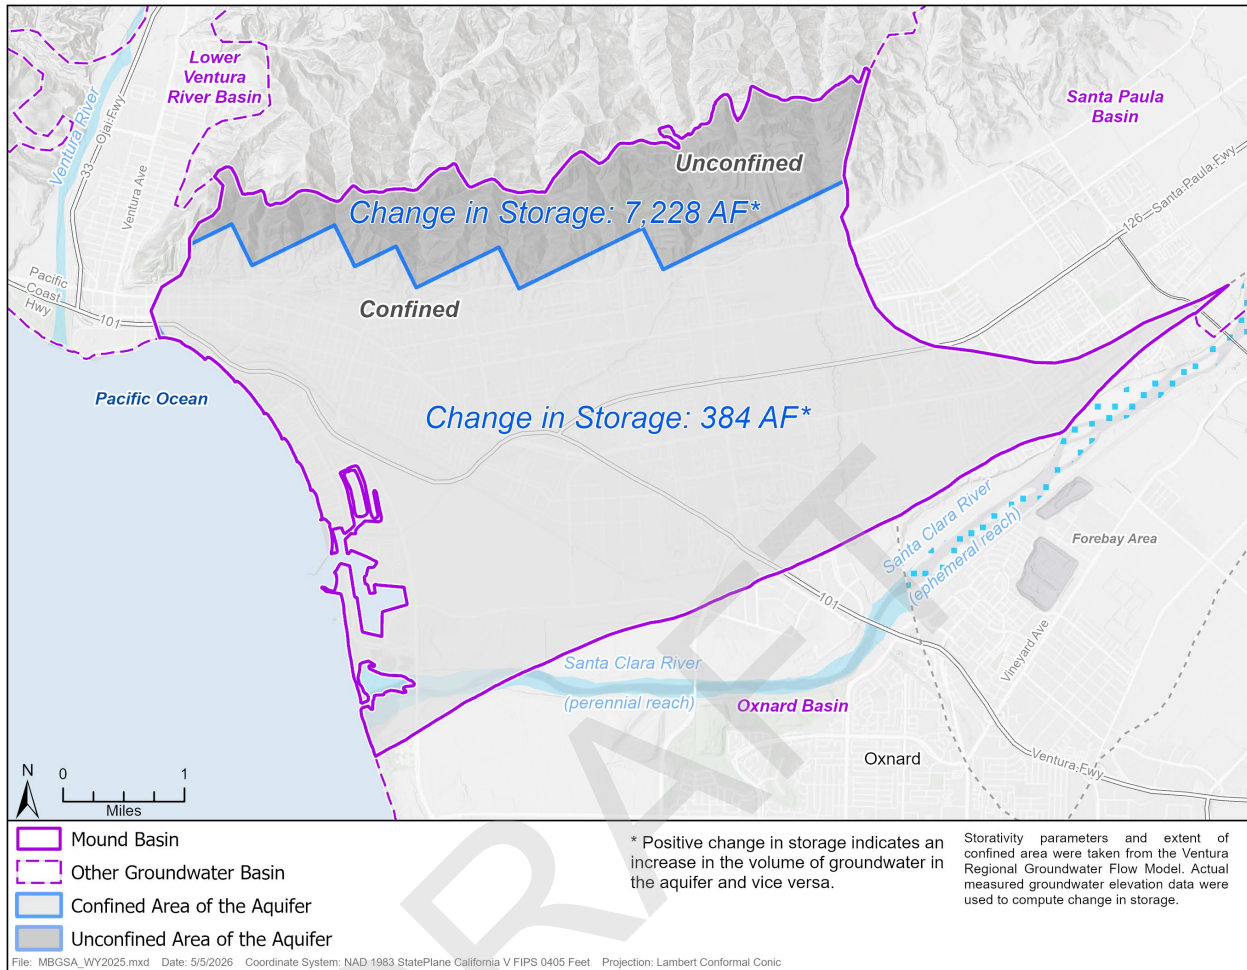 Lower
Ventura
River Basin
Santa Paula
Basin
Ventura River
33
Ojai Fwy
Ventura Ave
Unconfined
126
Santa Paula Fwy
Change in Storage: 7,228 AF*
Pacific
Coast
Hwy
101
Confined
Pacific Ocean
Change in Storage: 384 AF*
Santa Clara River
(ephemeral reach)
Forebay Area
101
Vineyard Ave
Santa Clara River
(perennial reach)
Oxnard Basin
Oxnard
Ventura Fwy
N
0 1
Miles
DRAFT
Mound Basin
Other Groundwater Basin
Confined Area of the Aquifer
Unconfined Area of the Aquifer
* Positive change in storage indicates an
increase in the volume of groundwater in
the aquifer and vice versa.
Storativity parameters and extent of
confined area were taken from the Ventura
Regional Groundwater Flow Model. Actual
measured groundwater elevation data were
used to compute change in storage.
File: MBGSA_WY2025.mxd Date: 5/5/2026 Coordinate System: NAD 1983 StatePlane California V FIPS 0405 Feet Projection: Lambert Conformal Conic